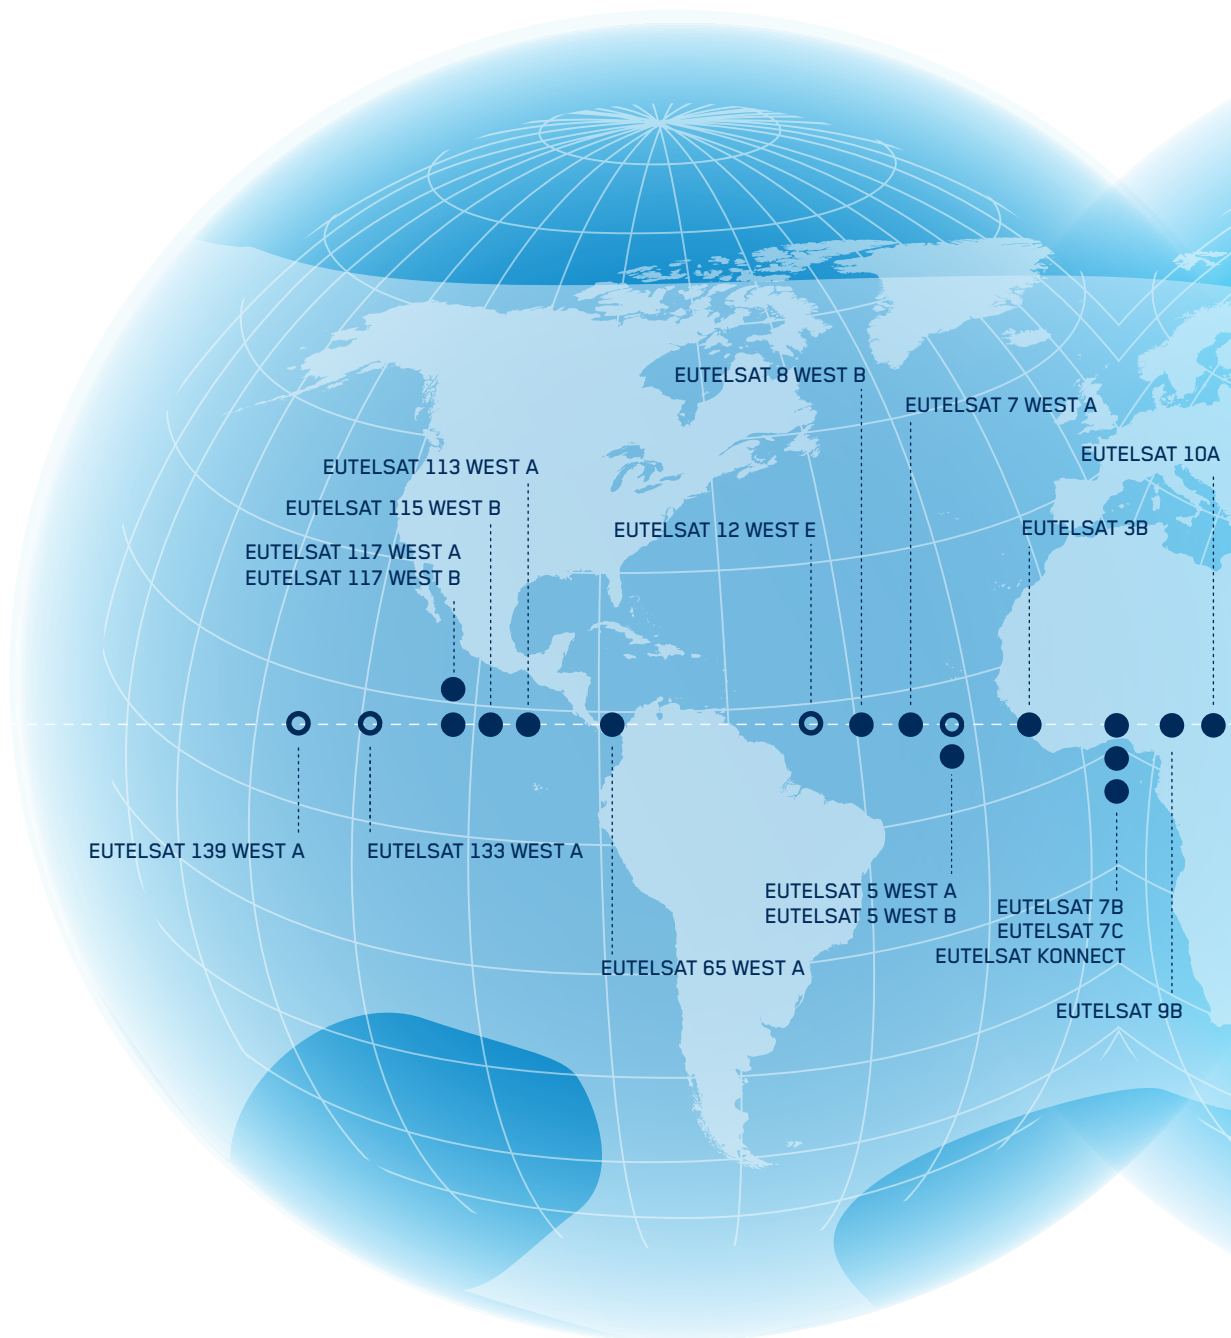 EUTELSAT 8 WEST B
EUTELSAT 7 WEST A
EUTELSAT 10A
EUTELSAT 113 WEST A
EUTELSAT 115 WEST B
EUTELSAT 12 WEST E
EUTELSAT 3B
EUTELSAT 117 WEST A
EUTELSAT 117 WEST B
EUTELSAT 139 WEST A
EUTELSAT 133 WEST A
EUTELSAT 5 WEST A
EUTELSAT 5 WEST B
EUTELSAT 7B
EUTELSAT 7C
EUTELSAT KONNECT
EUTELSAT 65 WEST A
EUTELSAT 9B